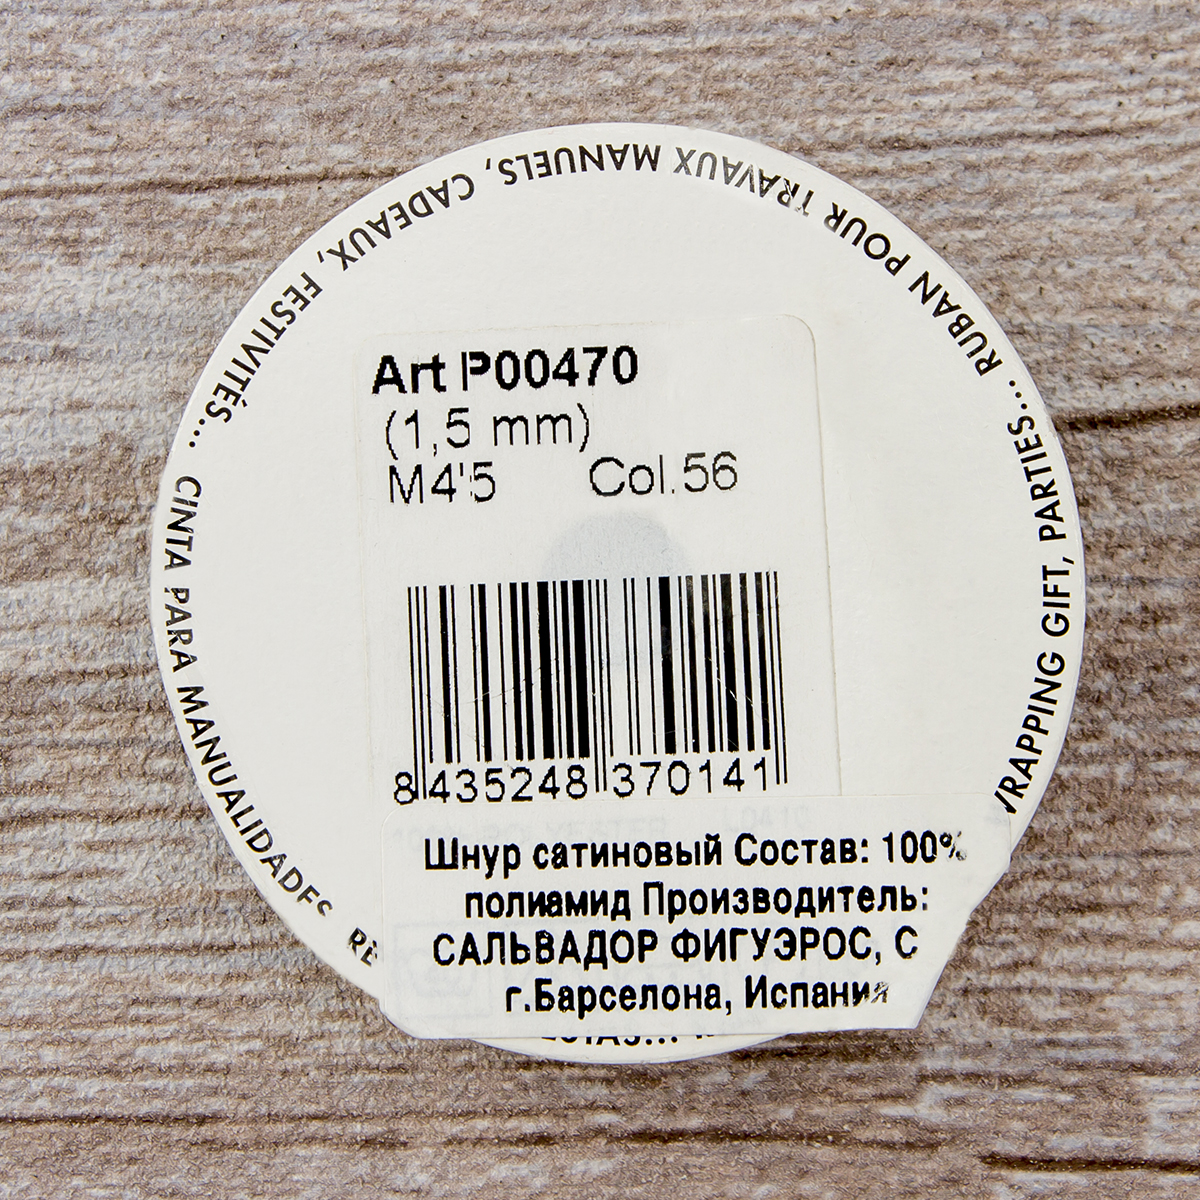 Art P00470
(1,5 mm)
M4'5 Col.56
8 435248 370141
Шнур сатиновый Состав: 100%
полиамид Производитель:
САЛЬВАДОР ФИГУЭРОС, С
г.Барселона, Испания
CINTA PARA MANUALIDADES
WRAPPING GIFT, PARTIES...
RUBAN POUR TRAVAUX MANUELS, CADEAUX, FESTIVITÉS...